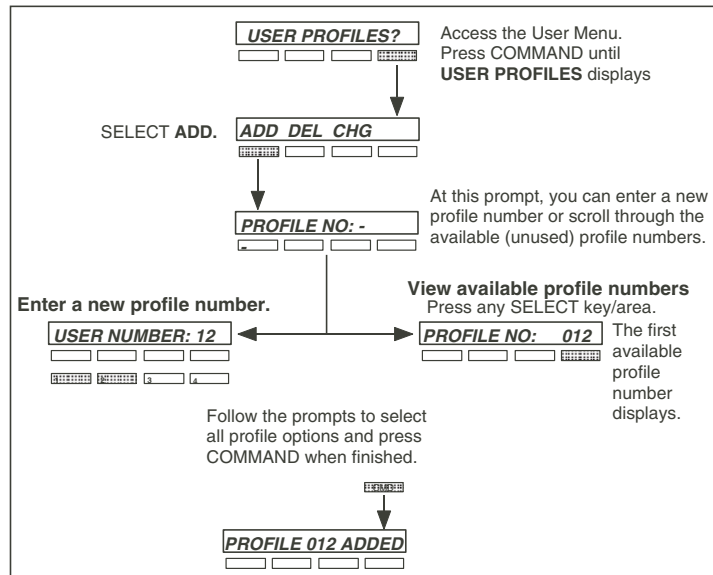 USER PROFILES?
Access the User Menu.
Press COMMAND until
USER PROFILES displays
SELECT ADD.
ADD DEL CHG
At this prompt, you can enter a new
profile number or scroll through the
available (unused) profile numbers.
PROFILE NO: -
Enter a new profile number.
View available profile numbers
Press any SELECT key/area.
USER NUMBER: 12
PROFILE NO: 012
The first
available
profile
number
displays.
1 2 3 4
Follow the prompts to select
all profile options and press
COMMAND when finished.
CMD
PROFILE 012 ADDED